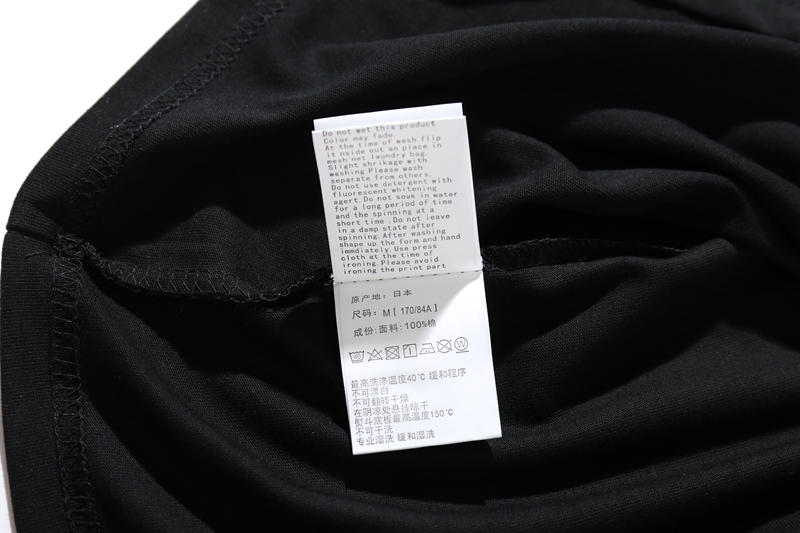 Do not wet this product
Color may fade.
At the time of wesh flip
it nside out an place in
mesh net laundry bag.
Slight shrikage with
washing Please wash
separate from others.
Do not use detergent with
fluorescent whitening
agert. Do not soak in water
for a long period of time
and the spinning at a
short time . Do not leave
in a damp state after
spinning. After washing
shape up the form and hand
immediately. Use press
cloth at the time of
ironing. Please avoid
ironing the print part
原产地: 日本
尺码: M [ 170/84A ]
成份: 面料: 100%棉
40 W
最高洗涤温度40℃ 缓和程序
不可漂白
不可翻转干燥
在阴凉处悬挂晾干
熨斗底板最高温度150℃
不可干洗
专业湿洗 缓和湿洗